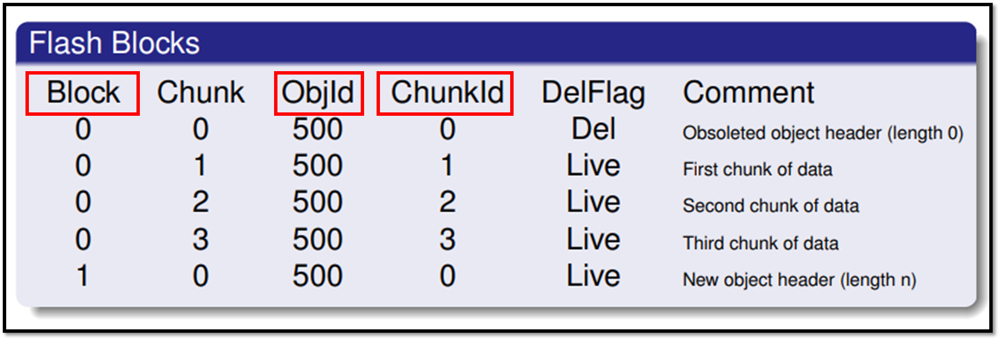 Flash Blocks
Block Chunk ObjId ChunkId DelFlag Comment
0 0 500 0 Del Obsoleted object header (length 0)
0 1 500 1 Live First chunk of data
0 2 500 2 Live Second chunk of data
0 3 500 3 Live Third chunk of data
1 0 500 0 Live New object header (length n)